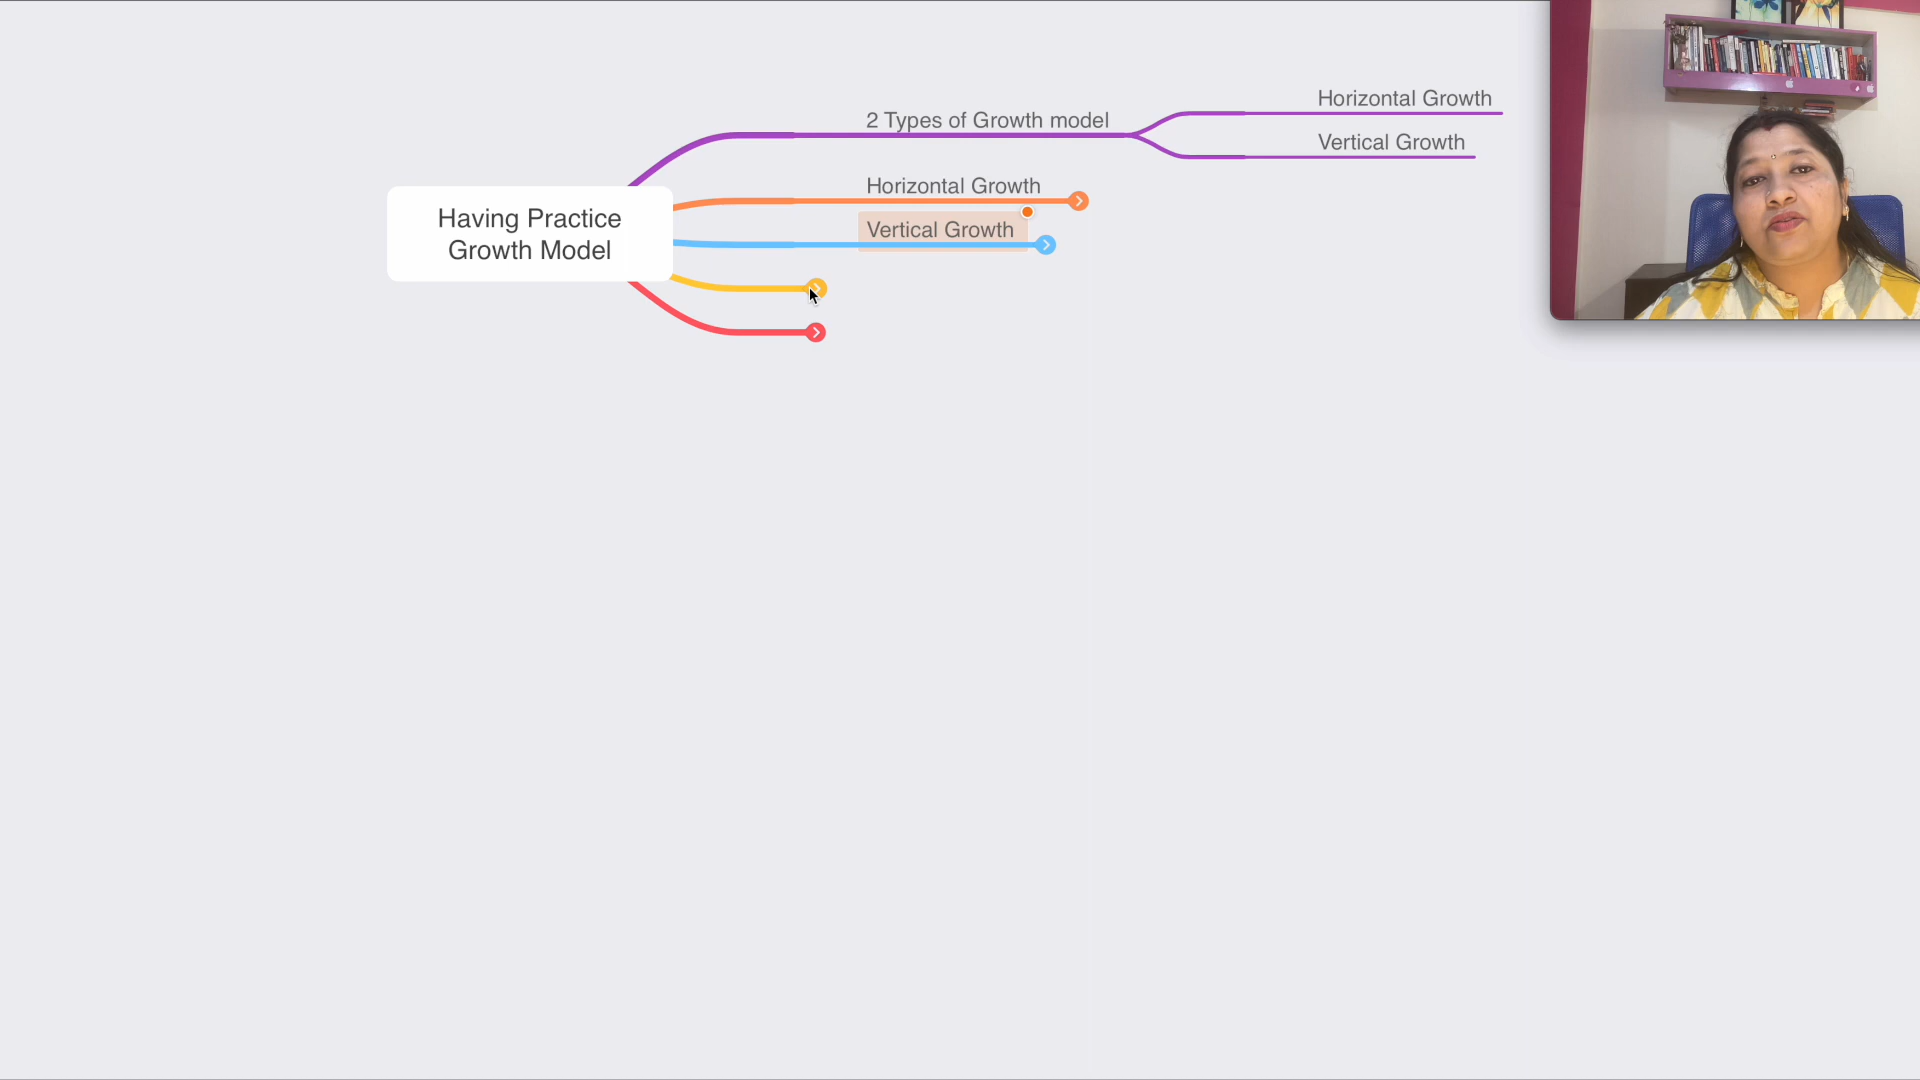 Having Practice
Growth Model
2 Types of Growth model
Horizontal Growth
Vertical Growth
Horizontal Growth
Vertical Growth